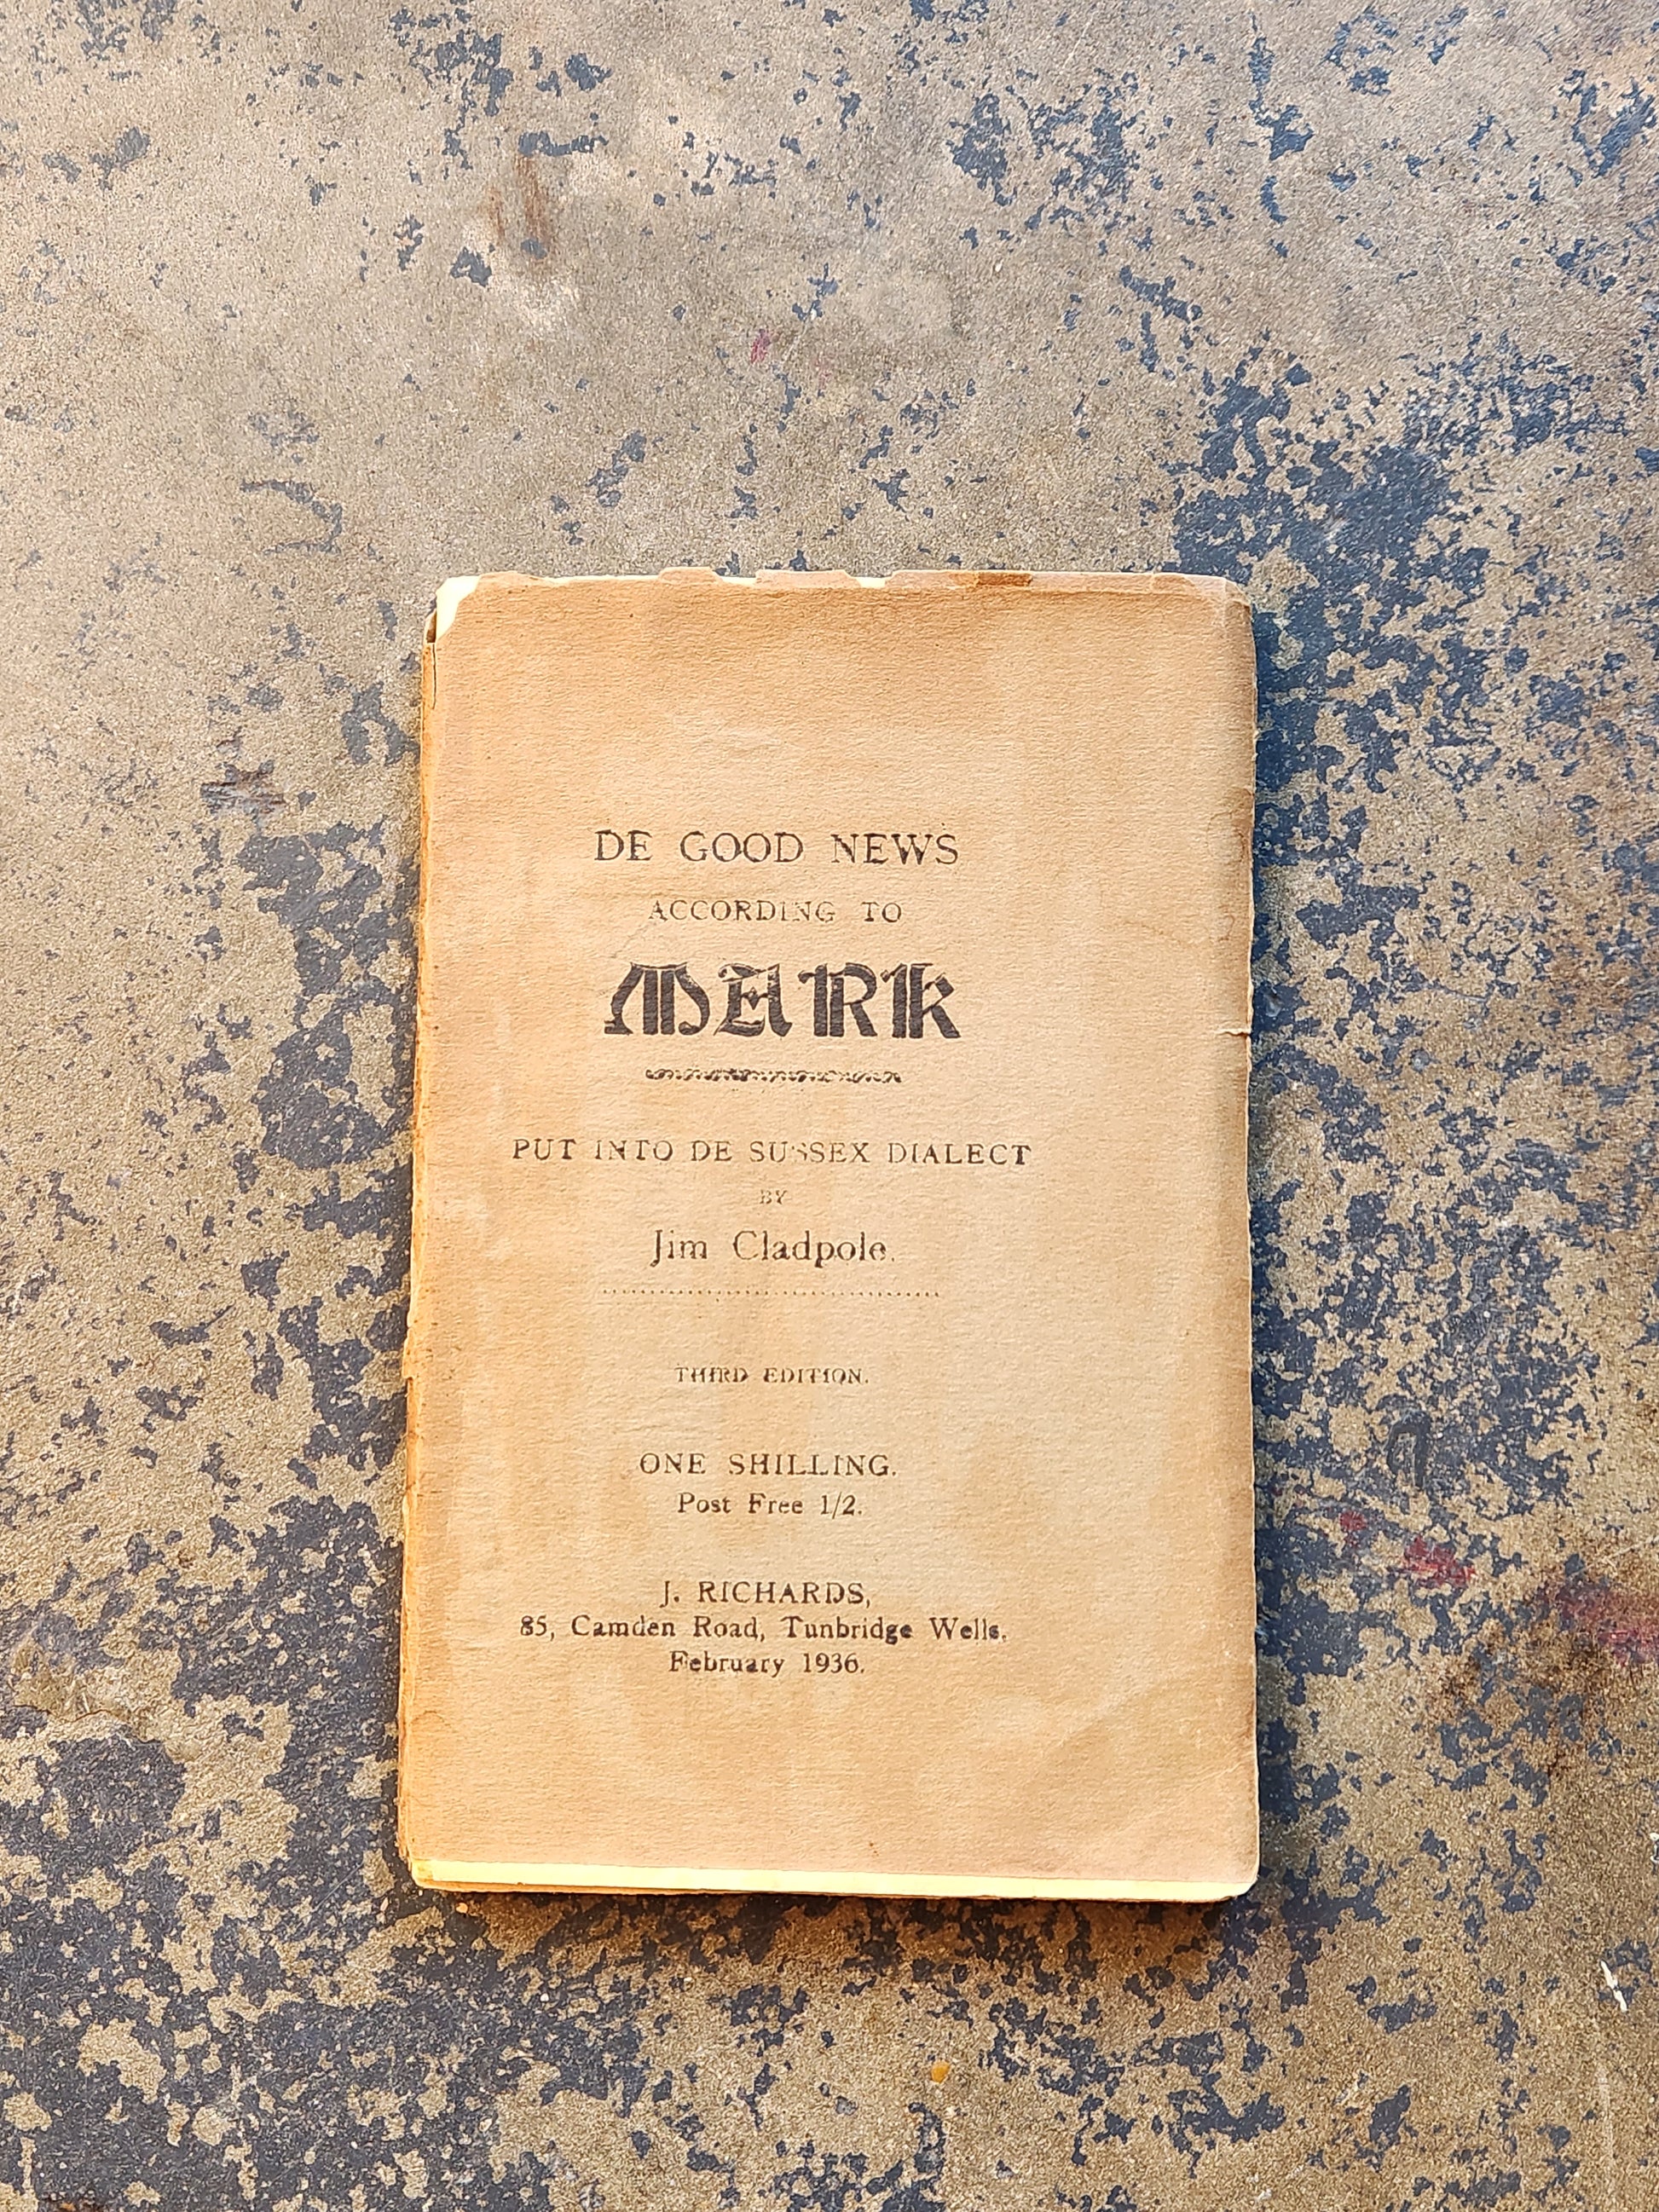 DE GOOD NEWS
ACCORDING TO
MARK
PUT INTO DE SUSSEX DIALECT
BY
Jim Cladpole.
THIRD EDITION.
ONE SHILLING.
Post Free 1/2.
J. RICHARDS,
85, Camden Road, Tunbridge Wells.
February 1936.